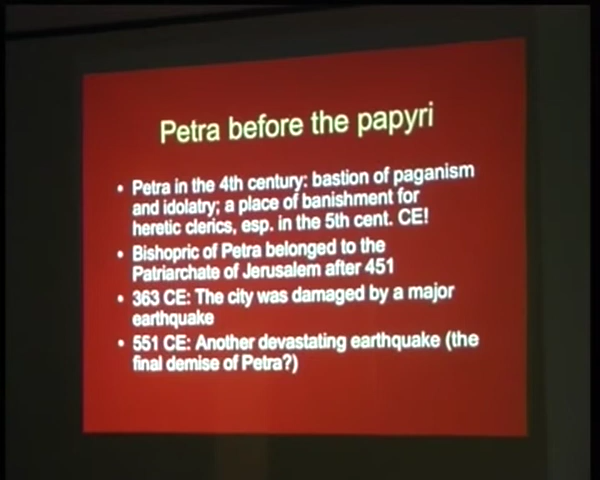 Petra before the papyri
• Petra in the 4th century: bastion of paganism
and idolatry; a place of banishment for
heretic clerics, esp. in the 5th cent. CE!
• Bishopric of Petra belonged to the
Patriarchate of Jerusalem after 451
• 363 CE: The city was damaged by a major
earthquake
• 551 CE: Another devastating earthquake (the
final demise of Petra?)